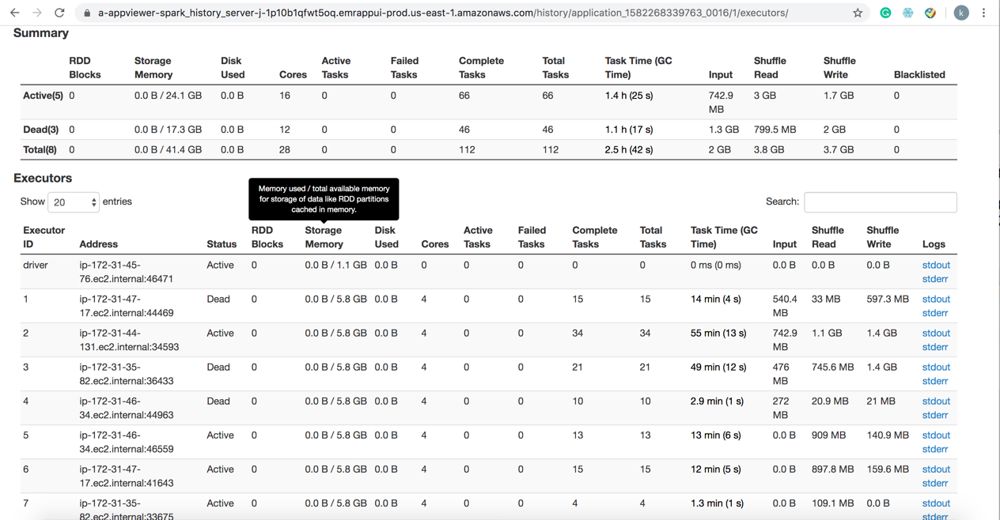 a-appviewer-spark_history_server-j-1p10b1qfwt5oq.emrappui-prod.us-east-1.amazonaws.com/history/application_1582268339763_0016/1/executors/
k
Summary
RDD Blocks Storage Memory Disk Used Cores Active Tasks Failed Tasks Complete Tasks Total Tasks Task Time (GC Time) Input Shuffle Read Shuffle Write Blacklisted
Active(5) 0 0.0 B / 24.1 GB 0.0 B 16 0 0 66 66 1.4 h (25 s) 742.9 MB 3 GB 1.7 GB 0
Dead(3) 0 0.0 B / 17.3 GB 0.0 B 12 0 0 46 46 1.1 h (17 s) 1.3 GB 799.5 MB 2 GB 0
Total(8) 0 0.0 B / 41.4 GB 0.0 B 28 0 0 112 112 2.5 h (42 s) 2 GB 3.8 GB 3.7 GB 0
Executors
Show 20 entries
Memory used / total available memory
for storage of data like RDD partitions
cached in memory.
Search:
Executor ID Address Status RDD Blocks Storage Memory Disk Used Cores Active Tasks Failed Tasks Complete Tasks Total Tasks Task Time (GC Time) Input Shuffle Read Shuffle Write Logs
driver ip-172-31-45-76.ec2.internal:46471 Active 0 0.0 B / 1.1 GB 0.0 B 0 0 0 0 0 0 ms (0 ms) 0.0 B 0.0 B 0.0 B stdout stderr
1 ip-172-31-47-17.ec2.internal:44469 Dead 0 0.0 B / 5.8 GB 0.0 B 4 0 0 15 15 14 min (4 s) 540.4 MB 33 MB 597.3 MB stdout stderr
2 ip-172-31-44-131.ec2.internal:34593 Active 0 0.0 B / 5.8 GB 0.0 B 4 0 0 34 34 55 min (13 s) 742.9 MB 1.1 GB 1.4 GB stdout stderr
3 ip-172-31-35-82.ec2.internal:36433 Dead 0 0.0 B / 5.8 GB 0.0 B 4 0 0 21 21 49 min (12 s) 476 MB 745.6 MB 1.4 GB stdout stderr
4 ip-172-31-46-34.ec2.internal:44963 Dead 0 0.0 B / 5.8 GB 0.0 B 4 0 0 10 10 2.9 min (1 s) 272 MB 20.9 MB 21 MB stdout stderr
5 ip-172-31-46-34.ec2.internal:46559 Active 0 0.0 B / 5.8 GB 0.0 B 4 0 0 13 13 13 min (6 s) 0.0 B 909 MB 140.9 MB stdout stderr
6 ip-172-31-47-17.ec2.internal:41643 Active 0 0.0 B / 5.8 GB 0.0 B 4 0 0 15 15 12 min (5 s) 0.0 B 897.8 MB 159.6 MB stdout stderr
7 ip-172-31-35-82.ec2.internal:33675 Active 0 0.0 B / 5.8 GB 0.0 B 4 0 0 4 4 1.3 min (1 s) 0.0 B 109.1 MB 0.0 B stdout stderr